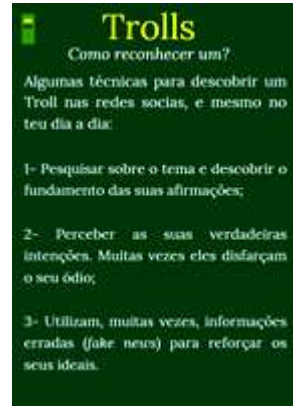 Trolls
Como reconhecer um?
Algumas técnicas para descobrir um
Troll nas redes socias, e mesmo no
teu dia a dia:
1- Pesquisar sobre o tema e descobrir o
fundamento das suas afirmações;
2- Perceber as suas verdadeiras
intenções. Muitas vezes eles disfarçam
o seu ódio;
3- Utilizam, muitas vezes, informações
erradas (fake news) para reforçar os
seus ideais.